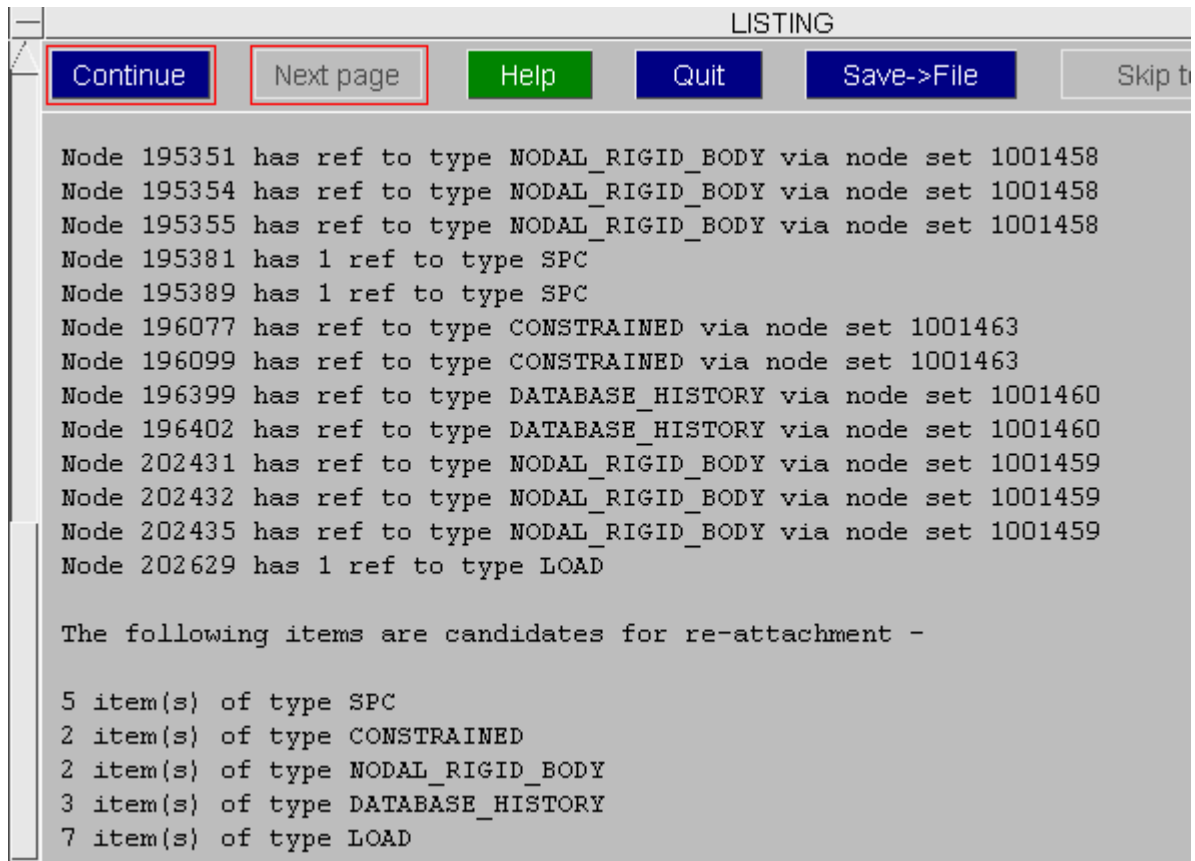 LISTING
Continue Next page Help Quit Save->File Skip to
Node 195351 has ref to type NODAL_RIGID_BODY via node set 1001458
Node 195354 has ref to type NODAL_RIGID_BODY via node set 1001458
Node 195355 has ref to type NODAL_RIGID_BODY via node set 1001458
Node 195381 has 1 ref to type SPC
Node 195389 has 1 ref to type SPC
Node 196077 has ref to type CONSTRAINED via node set 1001463
Node 196099 has ref to type CONSTRAINED via node set 1001463
Node 196399 has ref to type DATABASE_HISTORY via node set 1001460
Node 196402 has ref to type DATABASE_HISTORY via node set 1001460
Node 202431 has ref to type NODAL_RIGID_BODY via node set 1001459
Node 202432 has ref to type NODAL_RIGID_BODY via node set 1001459
Node 202435 has ref to type NODAL_RIGID_BODY via node set 1001459
Node 202629 has 1 ref to type LOAD
The following items are candidates for re-attachment -
5 item(s) of type SPC
2 item(s) of type CONSTRAINED
2 item(s) of type NODAL_RIGID_BODY
3 item(s) of type DATABASE_HISTORY
7 item(s) of type LOAD